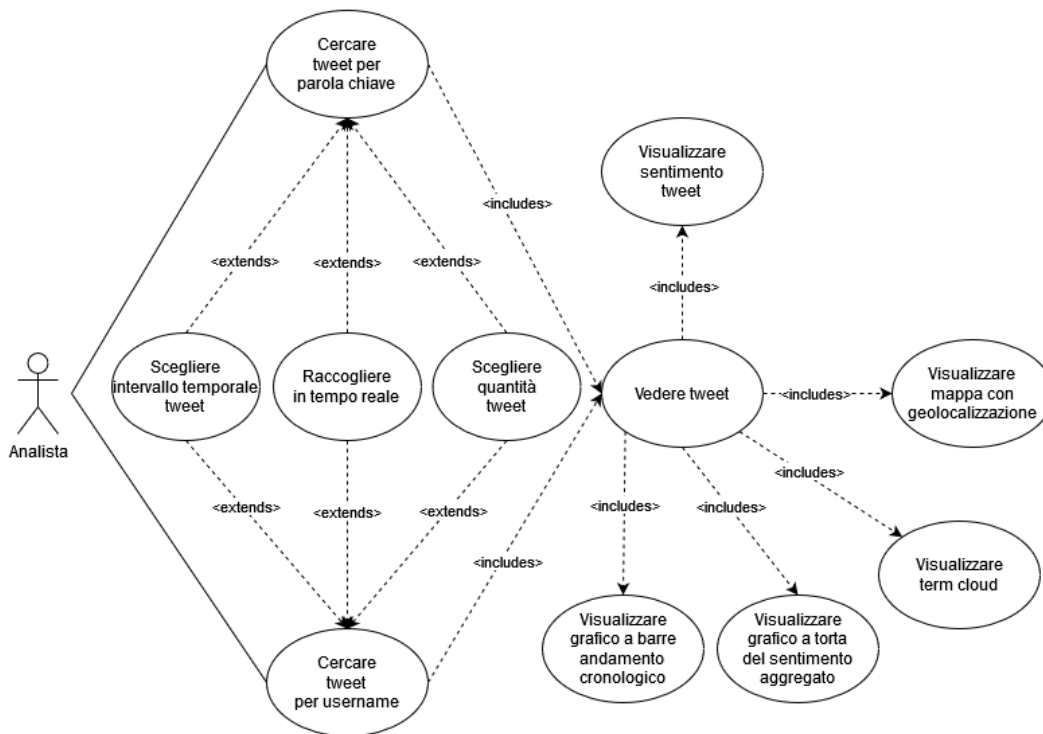 Cercare
tweet per
parola chiave
Visualizzare
sentimento
tweet
<includes>
<extends>
<extends>
<extends>
<includes>
Analista
Scegliere
intervallo temporale
tweet
Raccogliere
in tempo reale
Scegliere
quantità
tweet
Vedere tweet
<includes>
Visualizzare
mappa con
geolocalizzazione
<includes>
<extends>
<extends>
<extends>
<includes>
<includes>
<includes>
Visualizzare
term cloud
Cercare
tweet
per username
Visualizzare
grafico a barre
andamento
cronologico
Visualizzare
grafico a torta
del sentimento
aggregato